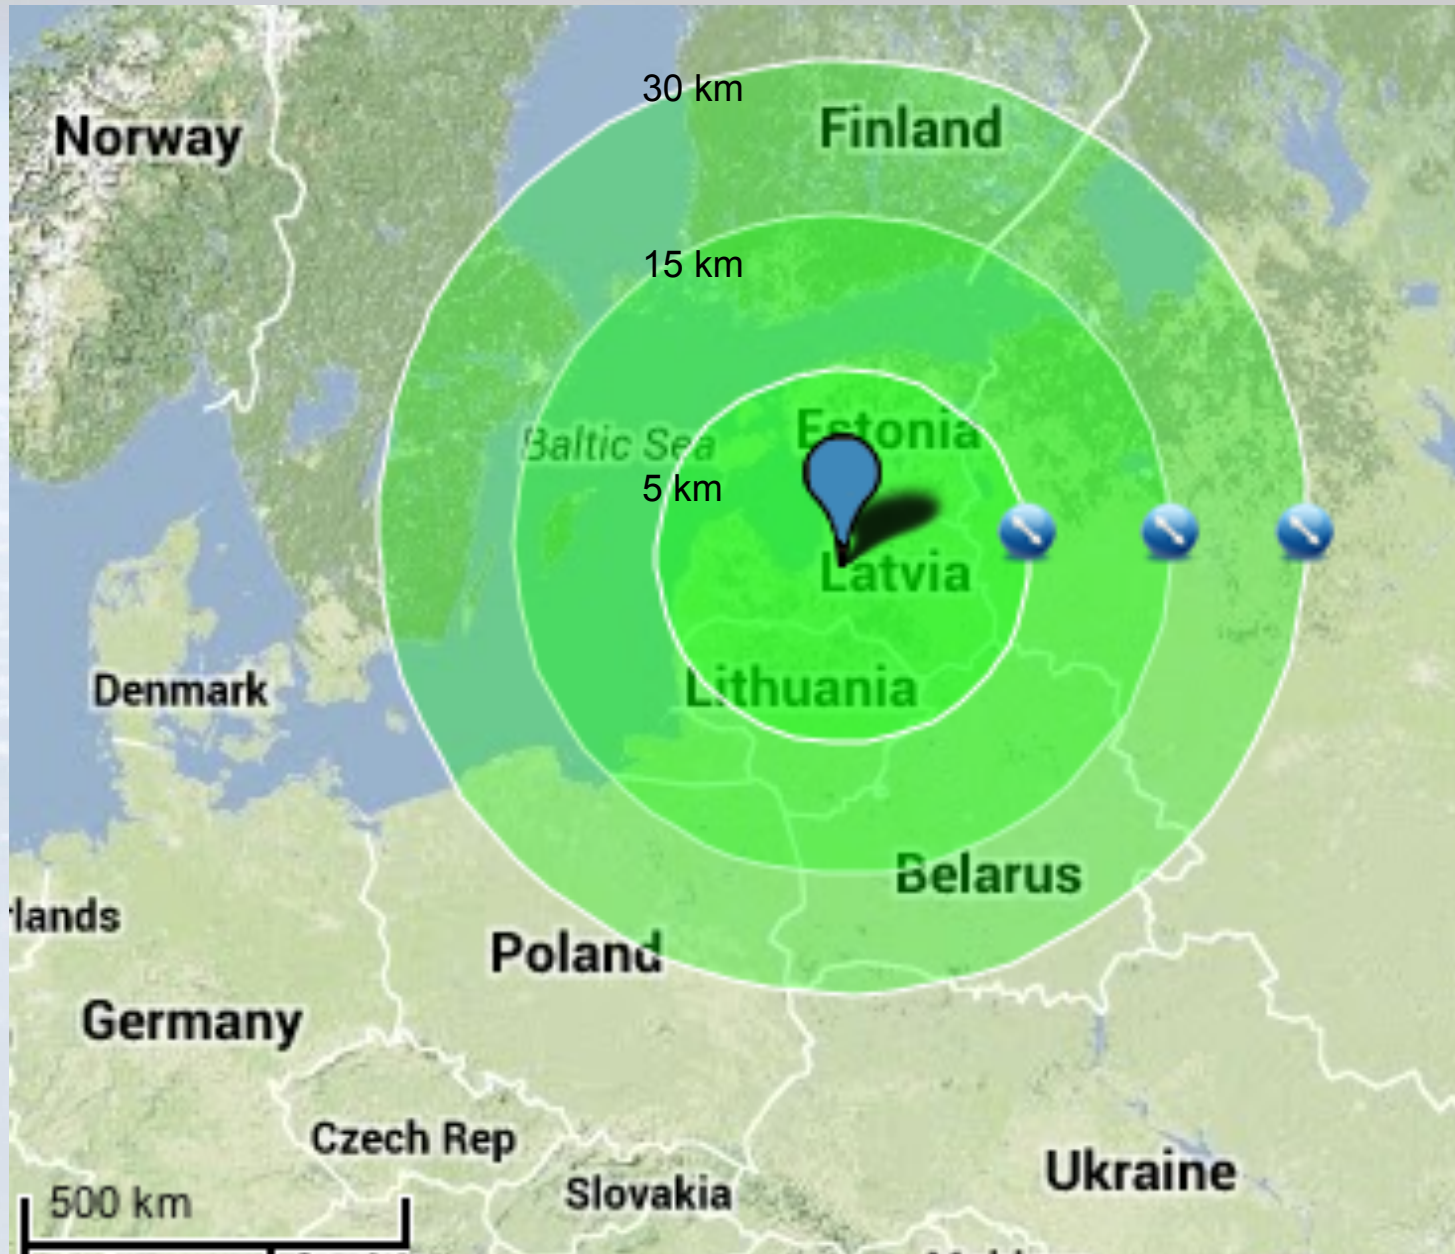 30 km
Norway
Finland
15 km
Baltic Sea
Estonia
5 km
Latvia
Denmark
Lithuania
Belarus
rlands
Poland
Germany
Czech Rep
Ukraine
Slovakia
500 km